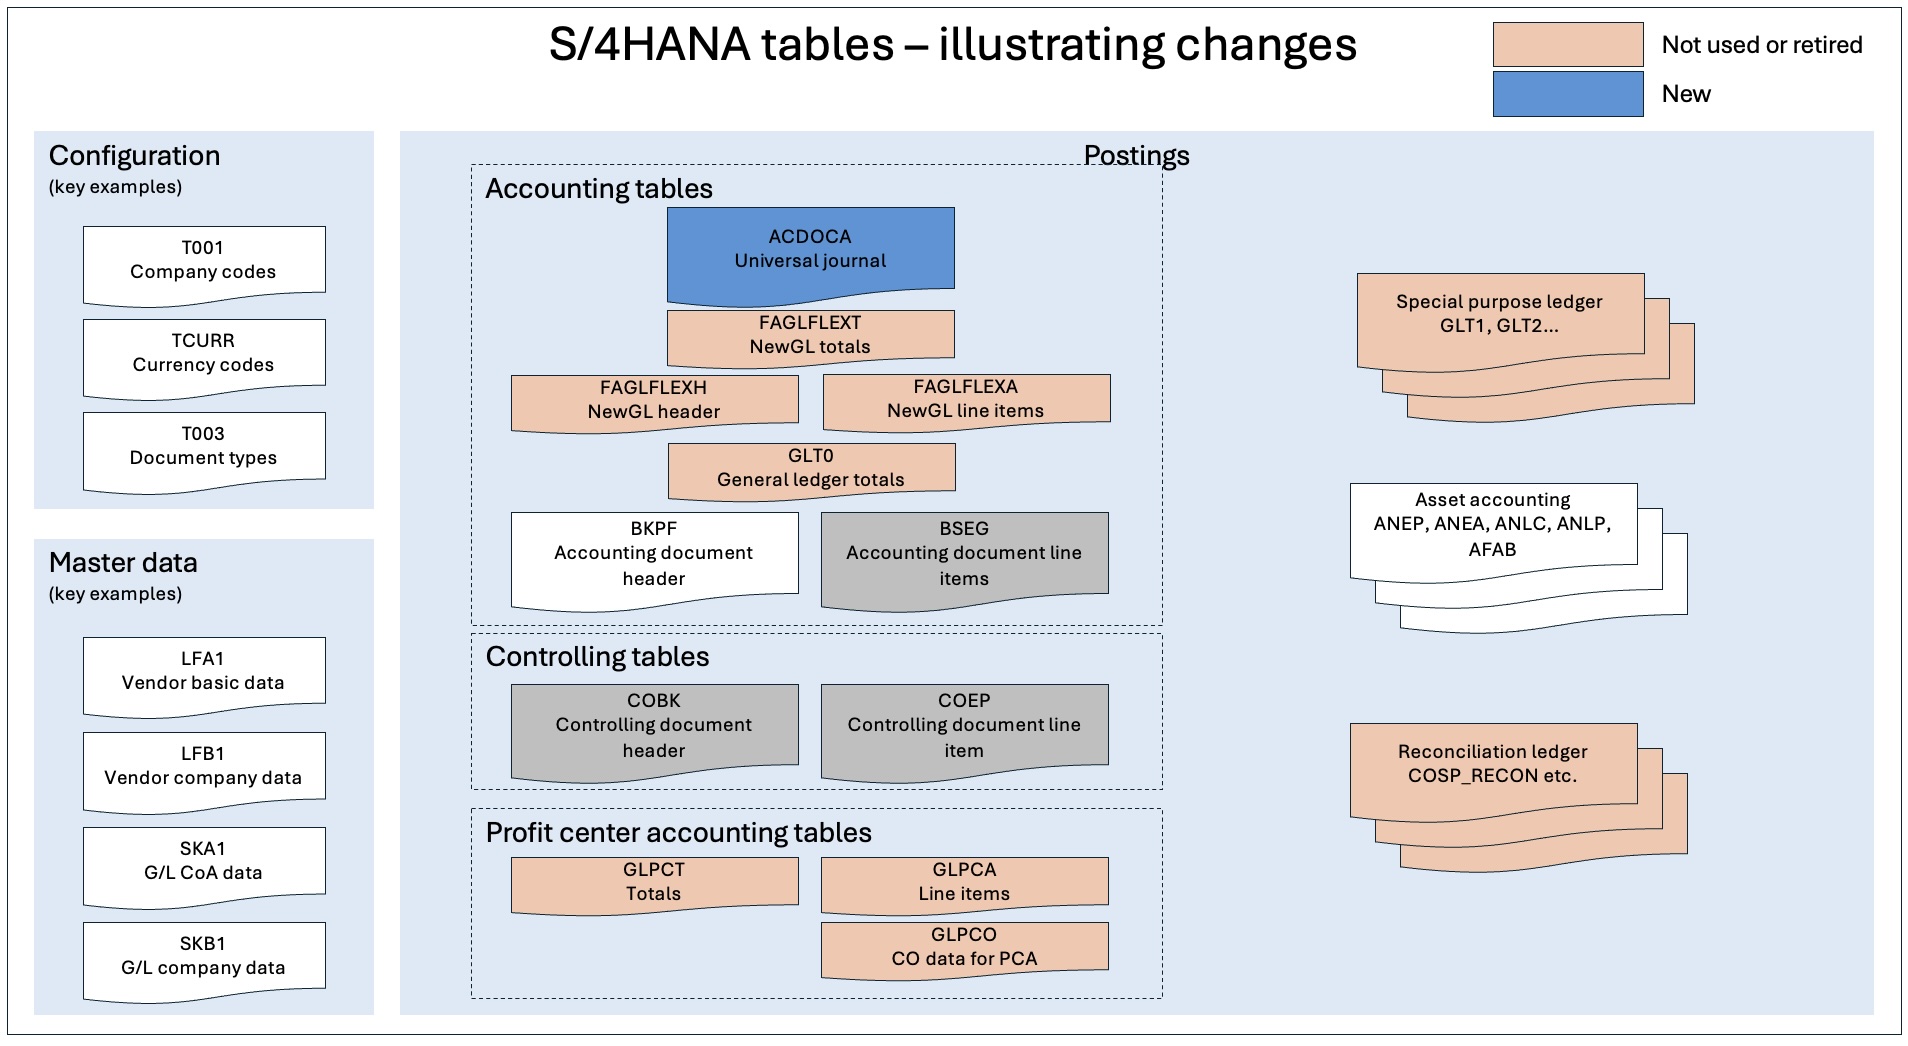 S/4HANA tables – illustrating changes
Not used or retired
New
Configuration
(key examples)
T001
Company codes
TCURR
Currency codes
T003
Document types
Master data
(key examples)
LFA1
Vendor basic data
LFB1
Vendor company data
SKA1
G/L CoA data
SKB1
G/L company data
Postings
Accounting tables
ACDOCA
Universal journal
FAGLFLEXT
NewGL totals
FAGLFLEXH
NewGL header
FAGLFLEXA
NewGL line items
GLT0
General ledger totals
BKPF
Accounting document
header
BSEG
Accounting document line
items
Controlling tables
COBK
Controlling document
header
COEP
Controlling document line
item
Profit center accounting tables
GLPCT
Totals
GLPCA
Line items
GLPCO
CO data for PCA
Special purpose ledger
GLT1, GLT2...
Asset accounting
ANEP, ANEA, ANLC, ANLP,
AFAB
Reconciliation ledger
COSP_RECON etc.